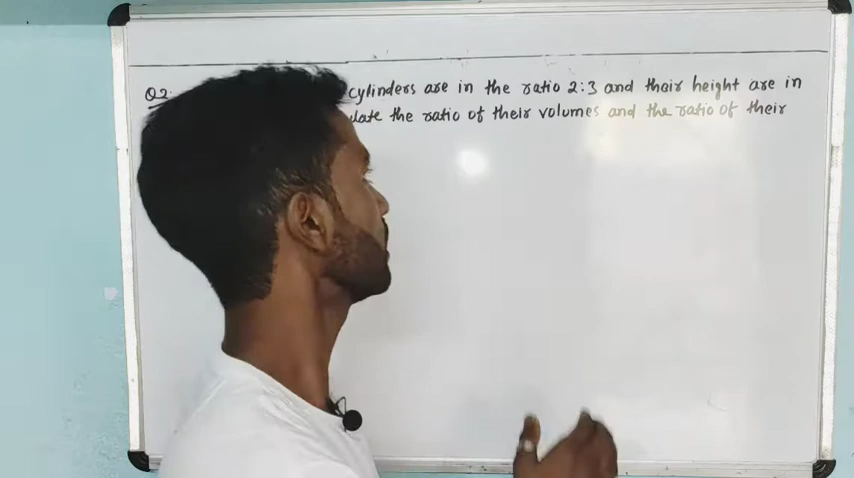 Q2. cylinders are in the ratio 2:3 and their height are in
the ratio of their volumes and the ratio of their